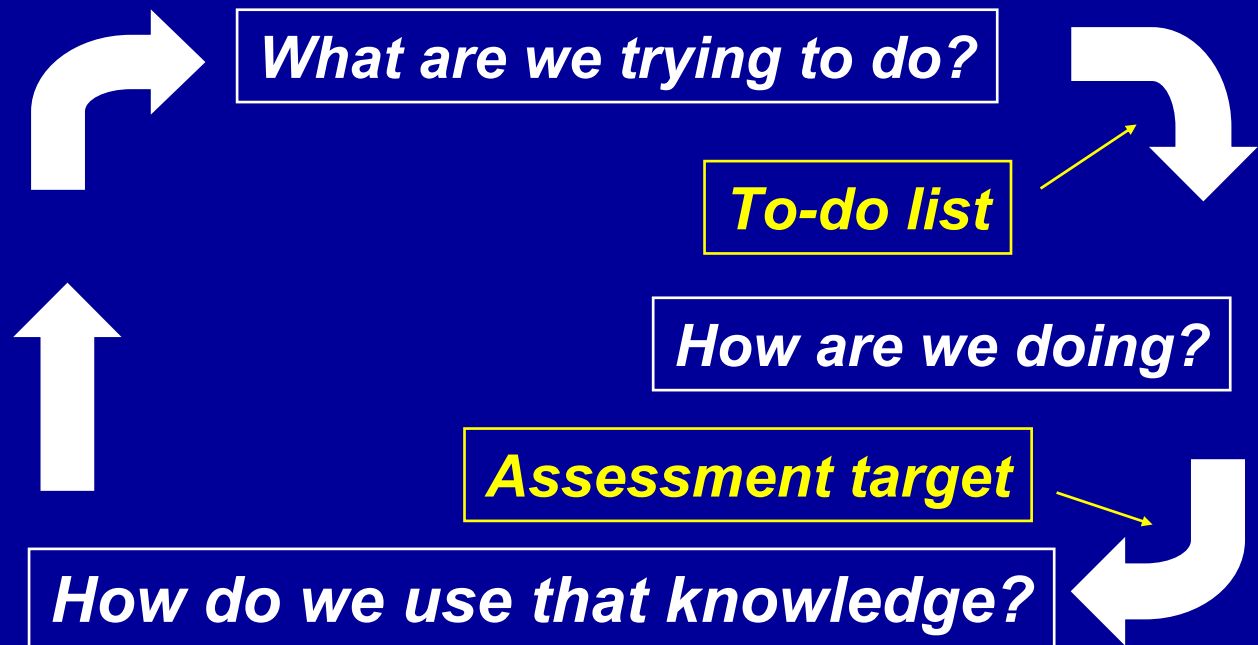 What are we trying to do?
To-do list
How are we doing?
Assessment target
How do we use that knowledge?